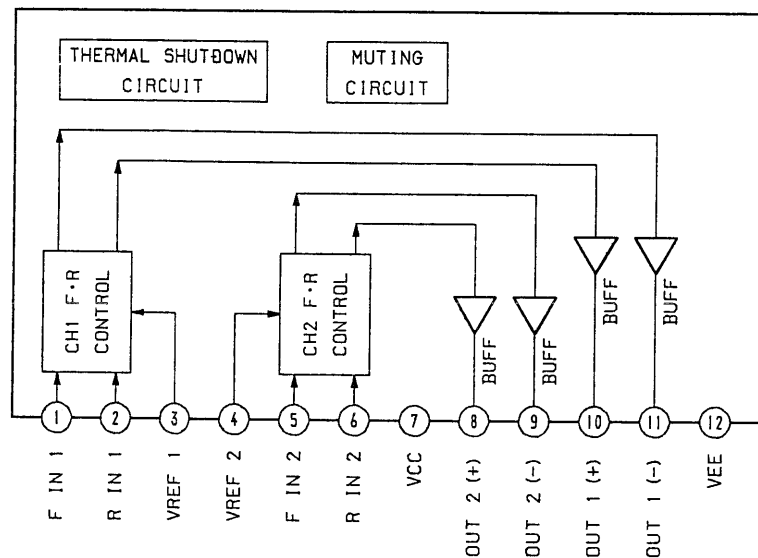 THERMAL SHUTDOWN
CIRCUIT
MUTING
CIRCUIT
CH1 F·R
CONTROL
CH2 F·R
CONTROL
BUFF
BUFF
BUFF
BUFF
1
2
3
4
5
6
7
8
9
10
11
12
F IN 1
R IN 1
VREF 1
VREF 2
F IN 2
R IN 2
VCC
OUT 2 (+)
OUT 2 (-)
OUT 1 (+)
OUT 1 (-)
VEE